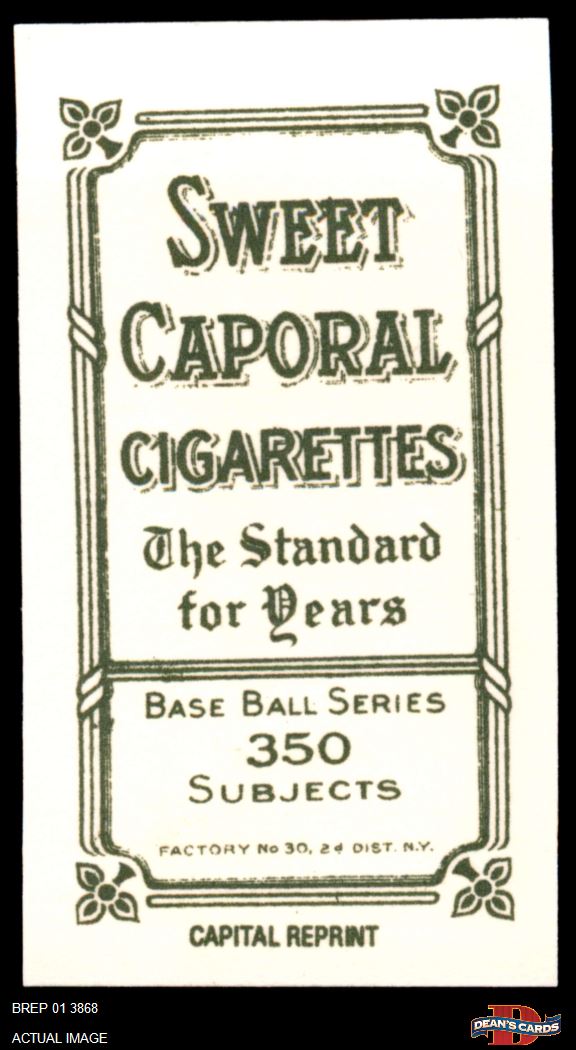 SWEET
CAPORAL
CIGARETTES
The Standard
for Years
BASE BALL SERIES
350
SUBJECTS
FACTORY No 30, 2d DIST. N.Y.
CAPITAL REPRINT
BREP 01 3868
ACTUAL IMAGE
D
DEAN'S CARDS